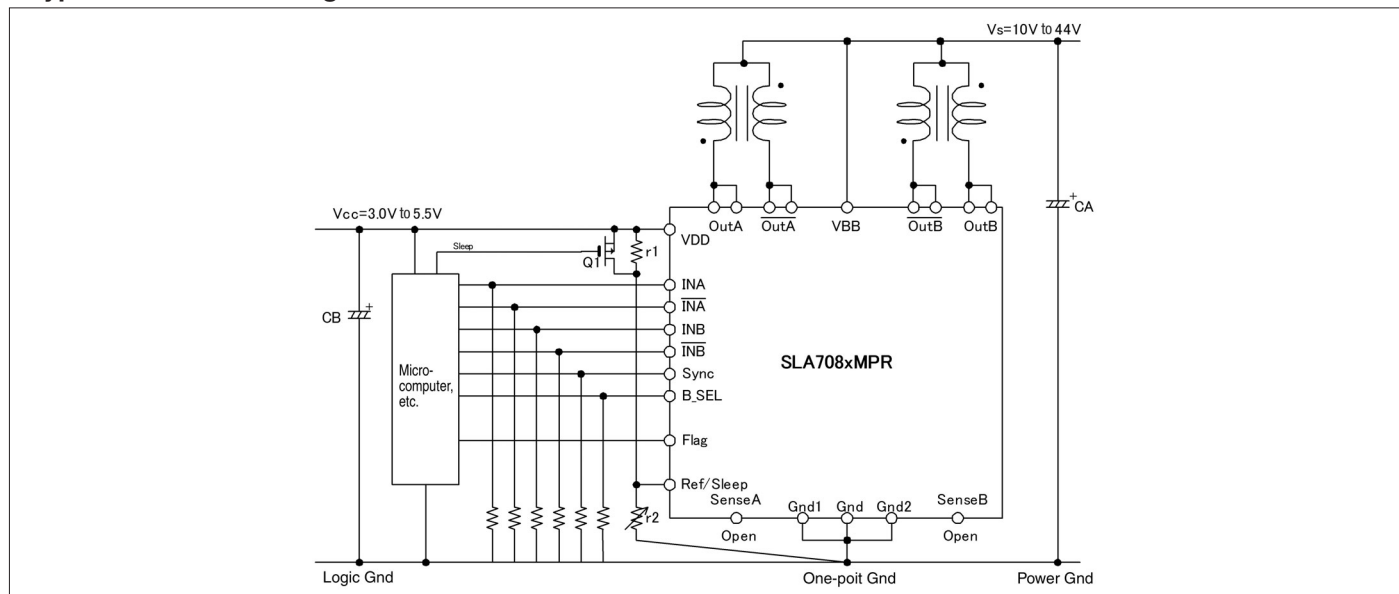 Vs=10V to 44V
CA
OutA
OutA
VBB
OutB
OutB
Vcc=3.0V to 5.5V
Sleep
Q1
r1
VDD
CB
Micro-
computer,
etc.
INA
INA
INB
INB
Sync
B_SEL
Flag
Ref/Sleep
SLA708xMPR
SenseA
Gnd1
Gnd
Gnd2
SenseB
r2
Open
Open
Logic Gnd
One-poit Gnd
Power Gnd